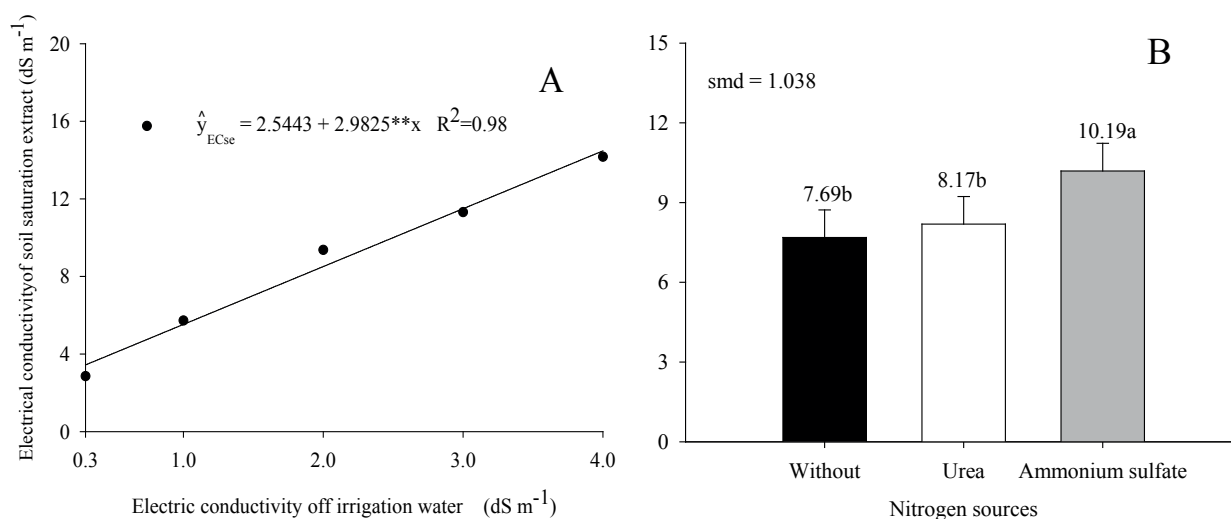 Electrical conductivityof soil saturation extract (dS m⁻¹)
20
16
12
8
4
0
A
ŷ_ECse = 2.5443 + 2.9825**x R²=0.98
0.3 1.0 2.0 3.0 4.0
Electric conductivity off irrigation water (dS m⁻¹)
15
12
9
6
3
0
B
smd = 1.038
7.69b
8.17b
10.19a
Without Urea Ammonium sulfate
Nitrogen sources